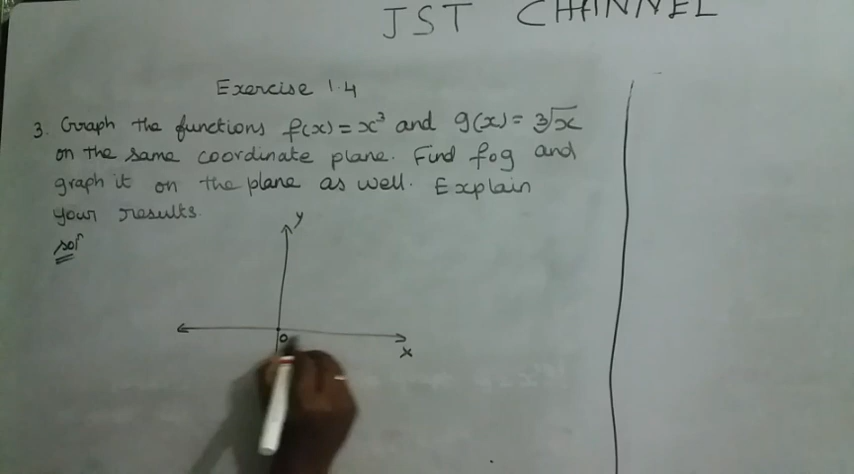 JST CHANNEL
Exercise 1.4
3. Graph the functions f(x) = x³ and g(x) = ∛x
on the same coordinate plane. Find fog and
graph it on the plane as well. Explain
your results.
sol
y
0
x